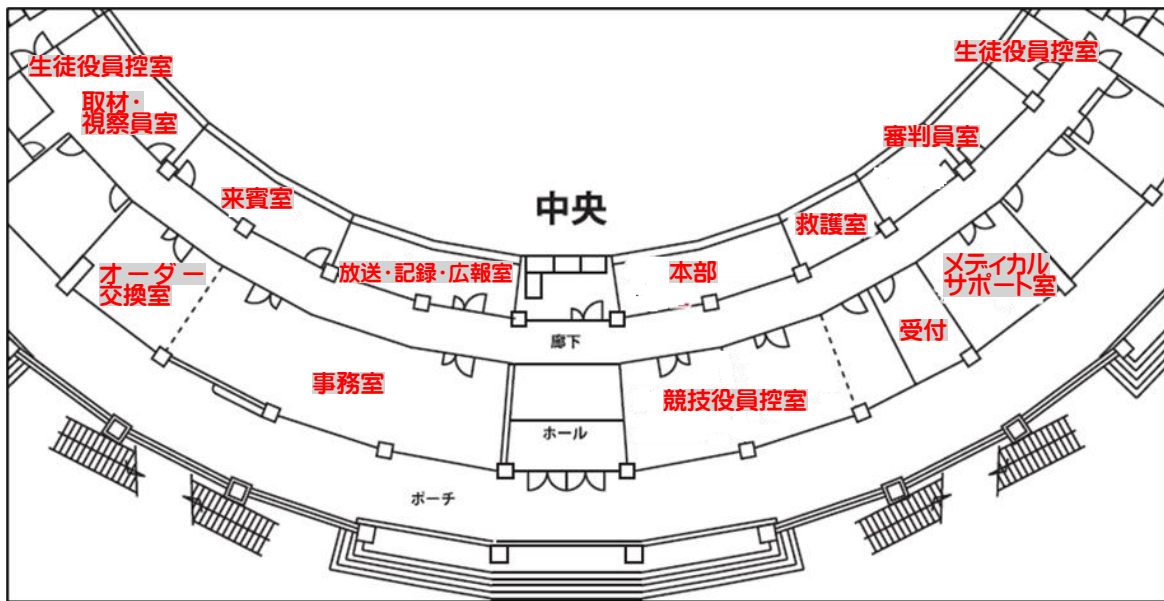 生徒役員控室
生徒役員控室
取材・
視察員室
審判員室
来賓室
中央
救護室
放送・記録・広報室
本部
オーダー
交換室
メディカル
サポート室
受付
廊下
事務室
競技役員控室
ホール
ポーチ